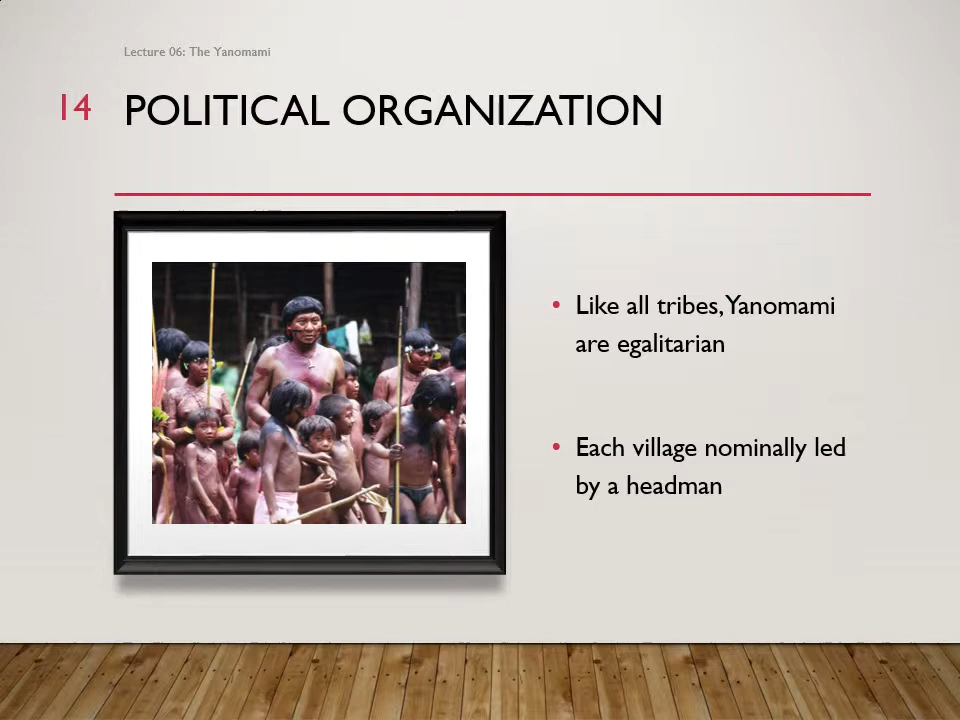 Lecture 06: The Yanomami
14
POLITICAL ORGANIZATION
• Like all tribes, Yanomami
are egalitarian
• Each village nominally led
by a headman